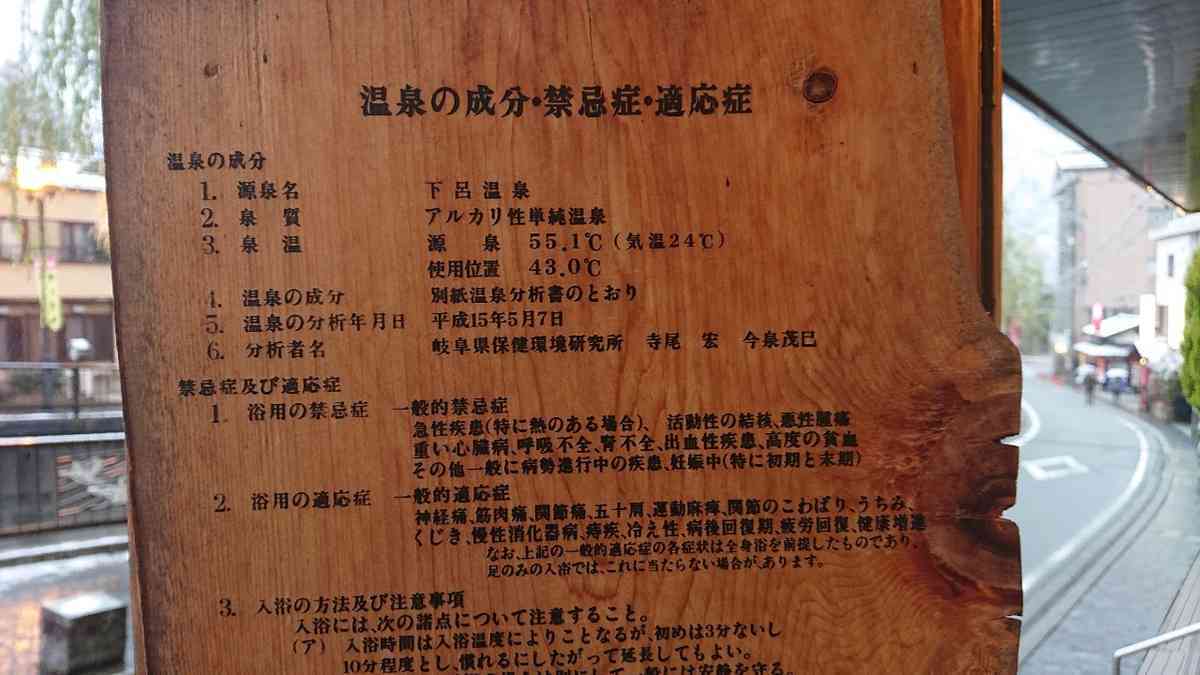 温泉の成分・禁忌症・適応症
温泉の成分
1. 源泉名 下呂温泉
2. 泉質 アルカリ性単純温泉
3. 泉温 源泉 55.1℃(気温24℃)
使用位置 43.0℃
4. 温泉の成分 別紙温泉分析書のとおり
5. 温泉の分析年月日 平成15年5月7日
6. 分析者名 岐阜県保健環境研究所 寺尾 宏 今泉茂巳
禁忌症及び適応症
1. 浴用の禁忌症 一般的禁忌症
急性疾患(特に熱のある場合)、活動性の結核、悪性腫瘍
重い心臓病、呼吸不全、腎不全、出血性疾患、高度の貧血
その他一般に病勢進行中の疾患、妊娠中(特に初期と末期)
2. 浴用の適応症 一般的適応症
神経痛、筋肉痛、関節痛、五十肩、運動麻痺、関節のこわばり、うちみ、
くじき、慢性消化器病、痔疾、冷え性、病後回復期、疲労回復、健康増進
なお、上記の一般的適応症の各症状は全身浴を前提したものであり、
足のみの入浴では、これに当たらない場合が、あります。
3. 入浴の方法及び注意事項
入浴には、次の諸点について注意すること。
(ア) 入浴時間は入浴温度によりことなるが、初めは3分ないし
10分程度とし、慣れるにしたがって延長してもよい。
は別にして一般には安静を守る。